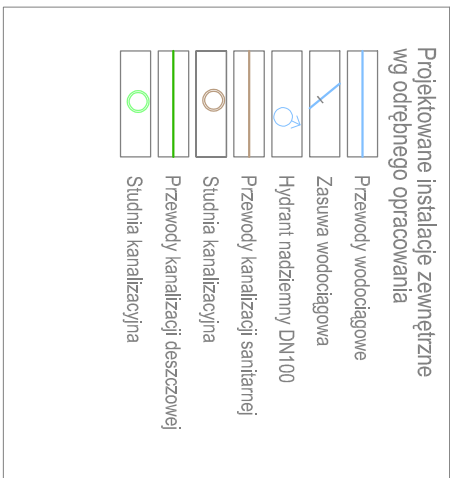 Projektowane instalacje zewnętrzne
wg odrębnego opracowania
Przewody wodociągowe
Zasuwa wodociągowa
Hydrant nadziemny DN100
Przewody kanalizacji sanitarnej
Studnia kanalizacyjna
Przewody kanalizacji deszczowej
Studnia kanalizacyjna